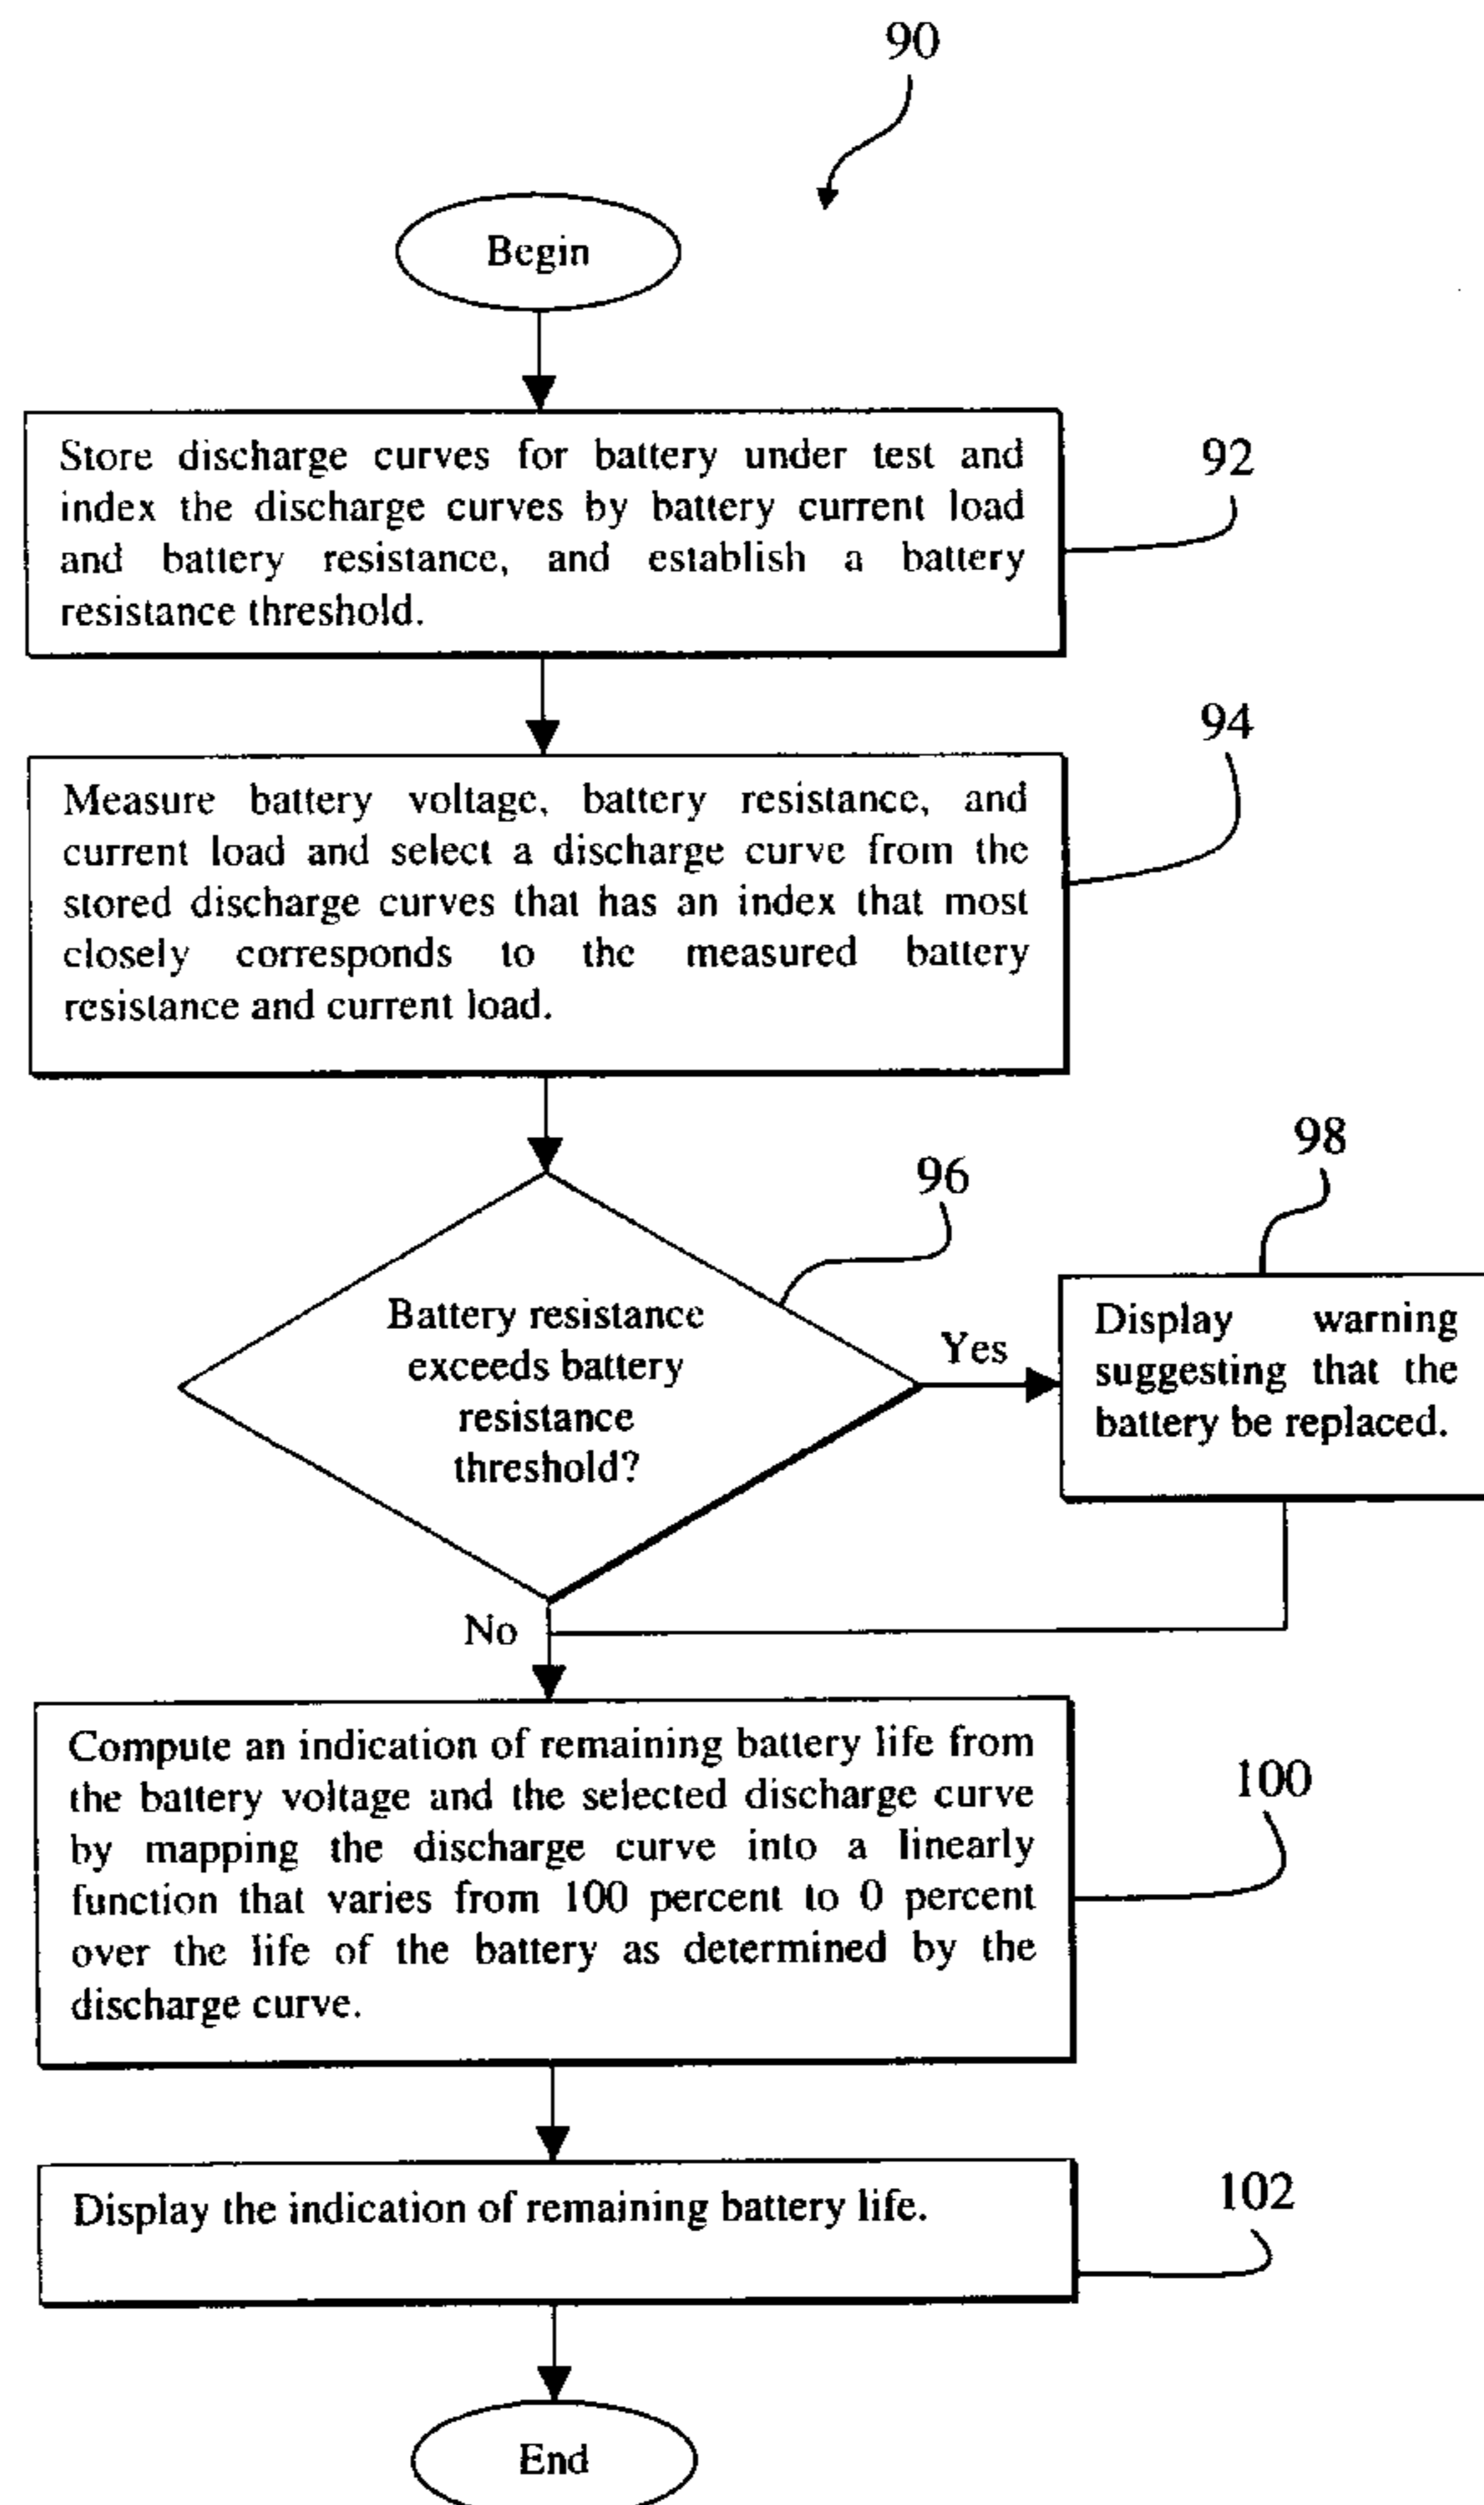 90
Begin
Store discharge curves for battery under test and
index the discharge curves by battery current load
and battery resistance, and establish a battery
resistance threshold.
92
Measure battery voltage, battery resistance, and
current load and select a discharge curve from the
stored discharge curves that has an index that most
closely corresponds to the measured battery
resistance and current load.
94
Battery resistance
exceeds battery
resistance
threshold?
96
Yes
98
Display warning
suggesting that the
battery be replaced.
No
Compute an indication of remaining battery life from
the battery voltage and the selected discharge curve
by mapping the discharge curve into a linearly
function that varies from 100 percent to 0 percent
over the life of the battery as determined by the
discharge curve.
100
Display the indication of remaining battery life.
102
End